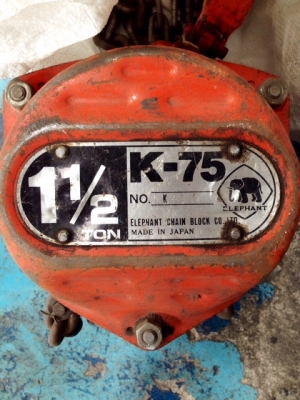 1 1/2
TON
K-75
NO. K
ELEPHANT
ELEPHANT CHAIN BLOCK CO., LTD.
MADE IN JAPAN